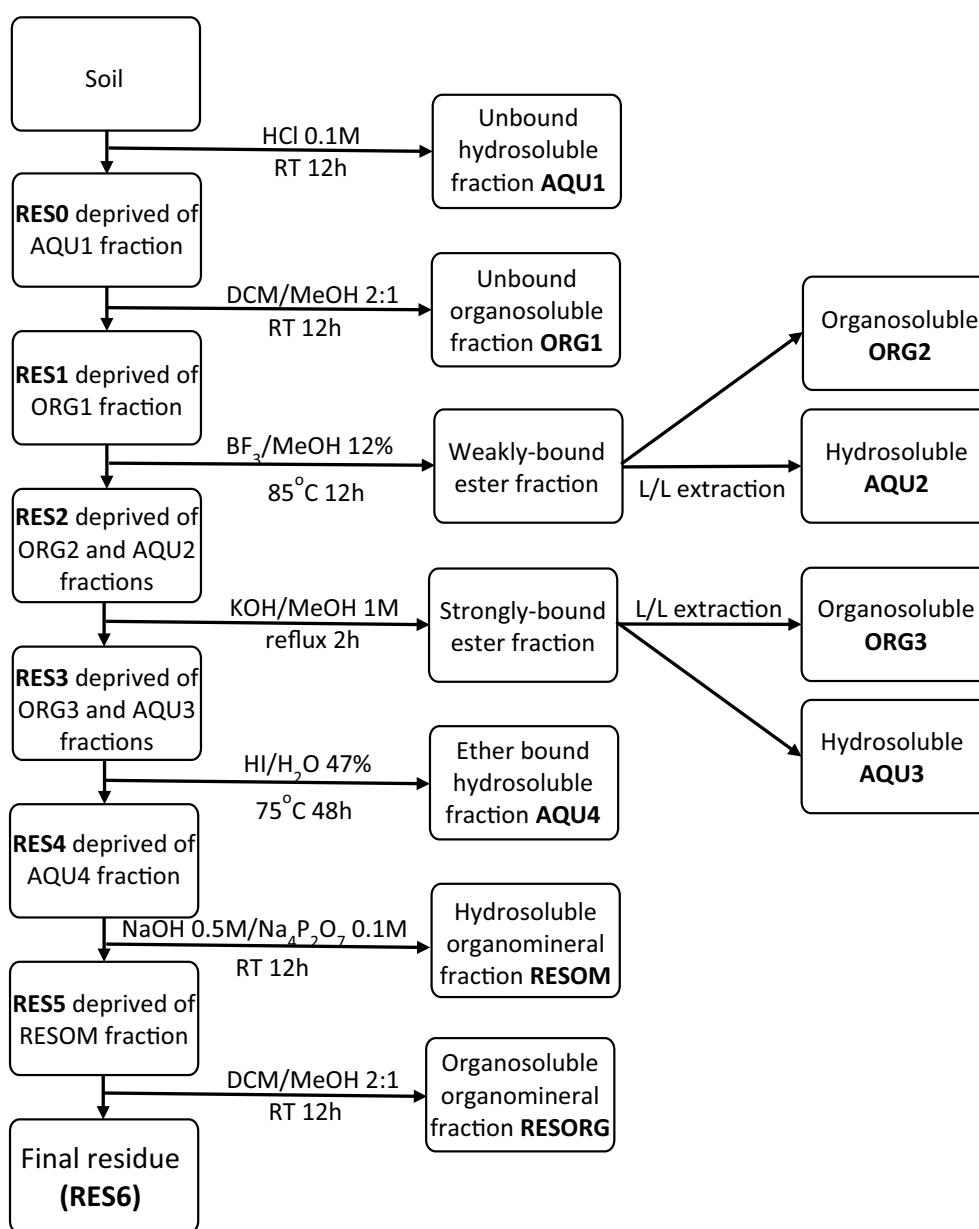 Soil
HCl 0.1M
RT 12h
Unbound
hydrosoluble
fraction AQU1
RES0 deprived of
AQU1 fraction
DCM/MeOH 2:1
RT 12h
Unbound
organosoluble
fraction ORG1
Organosoluble
ORG2
RES1 deprived of
ORG1 fraction
BF3/MeOH 12%
85°C 12h
Weakly-bound
ester fraction
L/L extraction
Hydrosoluble
AQU2
RES2 deprived of
ORG2 and AQU2
fractions
KOH/MeOH 1M
reflux 2h
Strongly-bound
ester fraction
L/L extraction
Organosoluble
ORG3
RES3 deprived of
ORG3 and AQU3
fractions
Hydrosoluble
AQU3
HI/H2O 47%
75°C 48h
Ether bound
hydrosoluble
fraction AQU4
RES4 deprived of
AQU4 fraction
NaOH 0.5M/Na4P2O7 0.1M
RT 12h
Hydrosoluble
organomineral
fraction RESOM
RES5 deprived of
RESOM fraction
DCM/MeOH 2:1
RT 12h
Organosoluble
organomineral
fraction RESORG
Final residue
(RES6)